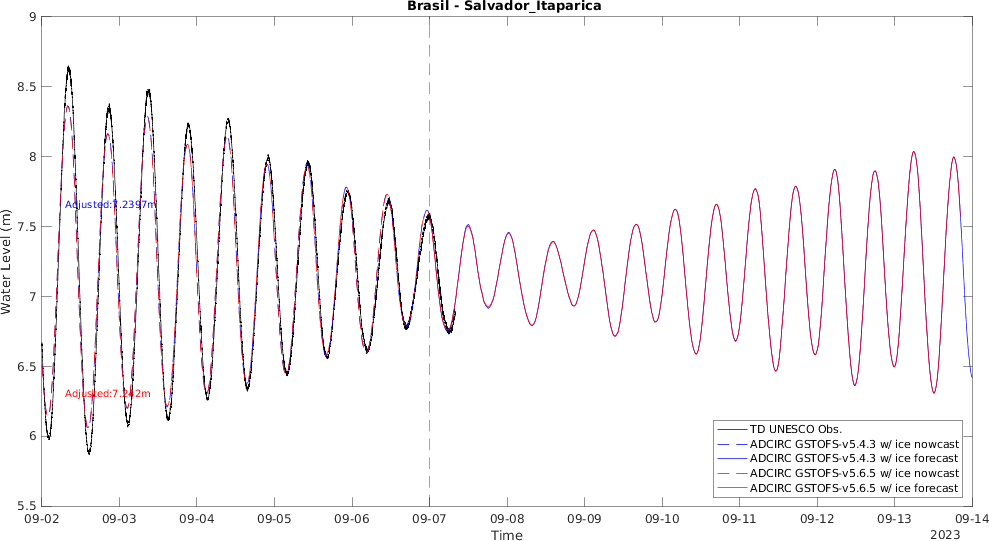 Brasil - Salvador_Itaparica
9
8.5
8
7.5
7
6.5
6
5.5
Water Level (m)
Adjusted:7.2397m
Adjusted:7.242m
TD UNESCO Obs.
ADCIRC GSTOFS-v5.4.3 w/ ice nowcast
ADCIRC GSTOFS-v5.4.3 w/ ice forecast
ADCIRC GSTOFS-v5.6.5 w/ ice nowcast
ADCIRC GSTOFS-v5.6.5 w/ ice forecast
09-02 09-03 09-04 09-05 09-06 09-07 09-08 09-09 09-10 09-11 09-12 09-13 09-14
Time
2023